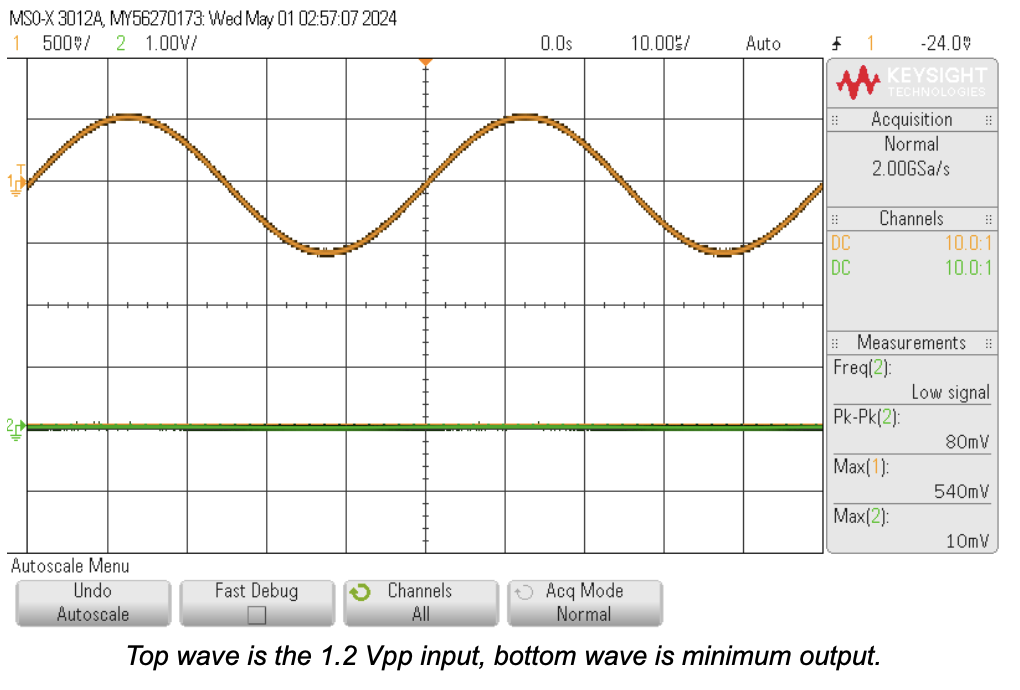 MSO-X 3012A, MY56270173: Wed May 01 02:57:07 2024
1 500mV/ 2 1.00V/ 0.0s 10.00us/ Auto 1 -24.0mV
KEYSIGHT
TECHNOLOGIES
Acquisition
Normal
2.00GSa/s
Channels
DC 10.0:1
DC 10.0:1
Measurements
Freq(2):
Low signal
Pk-Pk(2):
80mV
Max(1):
540mV
Max(2):
10mV
1
T
2
Autoscale Menu
Undo Autoscale
Fast Debug
Channels
All
Acq Mode
Normal
Top wave is the 1.2 Vpp input, bottom wave is minimum output.